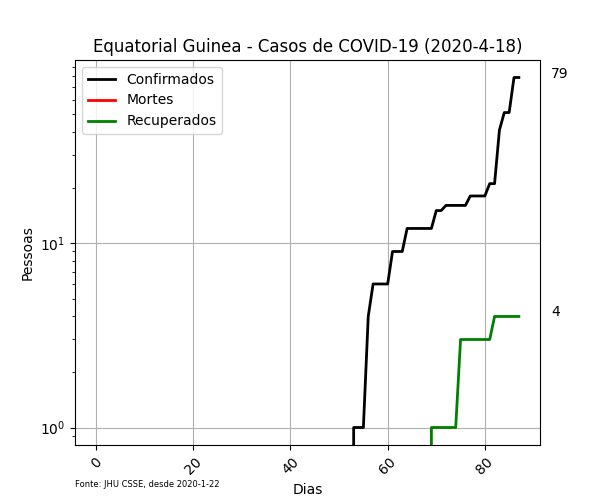 Equatorial Guinea - Casos de COVID-19 (2020-4-18)
Confirmados
Mortes
Recuperados
79
4
10¹
10⁰
Pessoas
0
20
40
60
80
Dias
Fonte: JHU CSSE, desde 2020-1-22